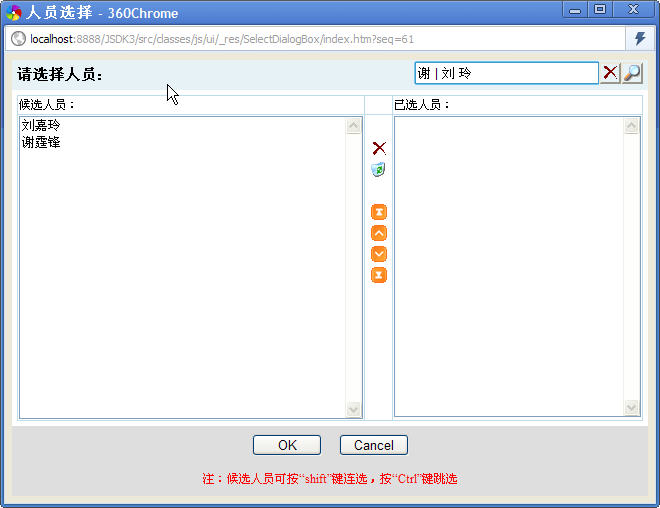 人员选择 - 360Chrome
localhost:8888/JSDK3/src/classes/js/ui/_res/SelectDialogBox/index.htm?seq=61
请选择人员：
谢 | 刘 玲
候选人员：
已选人员：
刘嘉玲
谢霆锋
OK
Cancel
注：候选人员可按“shift”键连选，按“Ctrl”键跳选